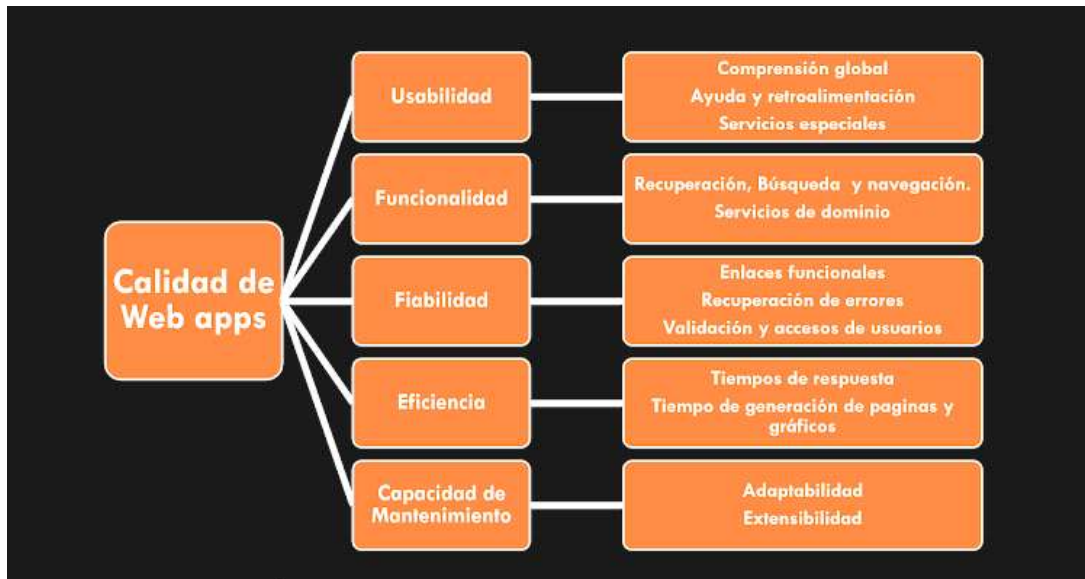 Calidad de
Web apps
Usabilidad
Comprensión global
Ayuda y retroalimentación
Servicios especiales
Funcionalidad
Recuperación, Búsqueda y navegación.
Servicios de dominio
Fiabilidad
Enlaces funcionales
Recuperación de errores
Validación y accesos de usuarios
Eficiencia
Tiempos de respuesta
Tiempo de generación de paginas y
gráficos
Capacidad de
Mantenimiento
Adaptabilidad
Extensibilidad